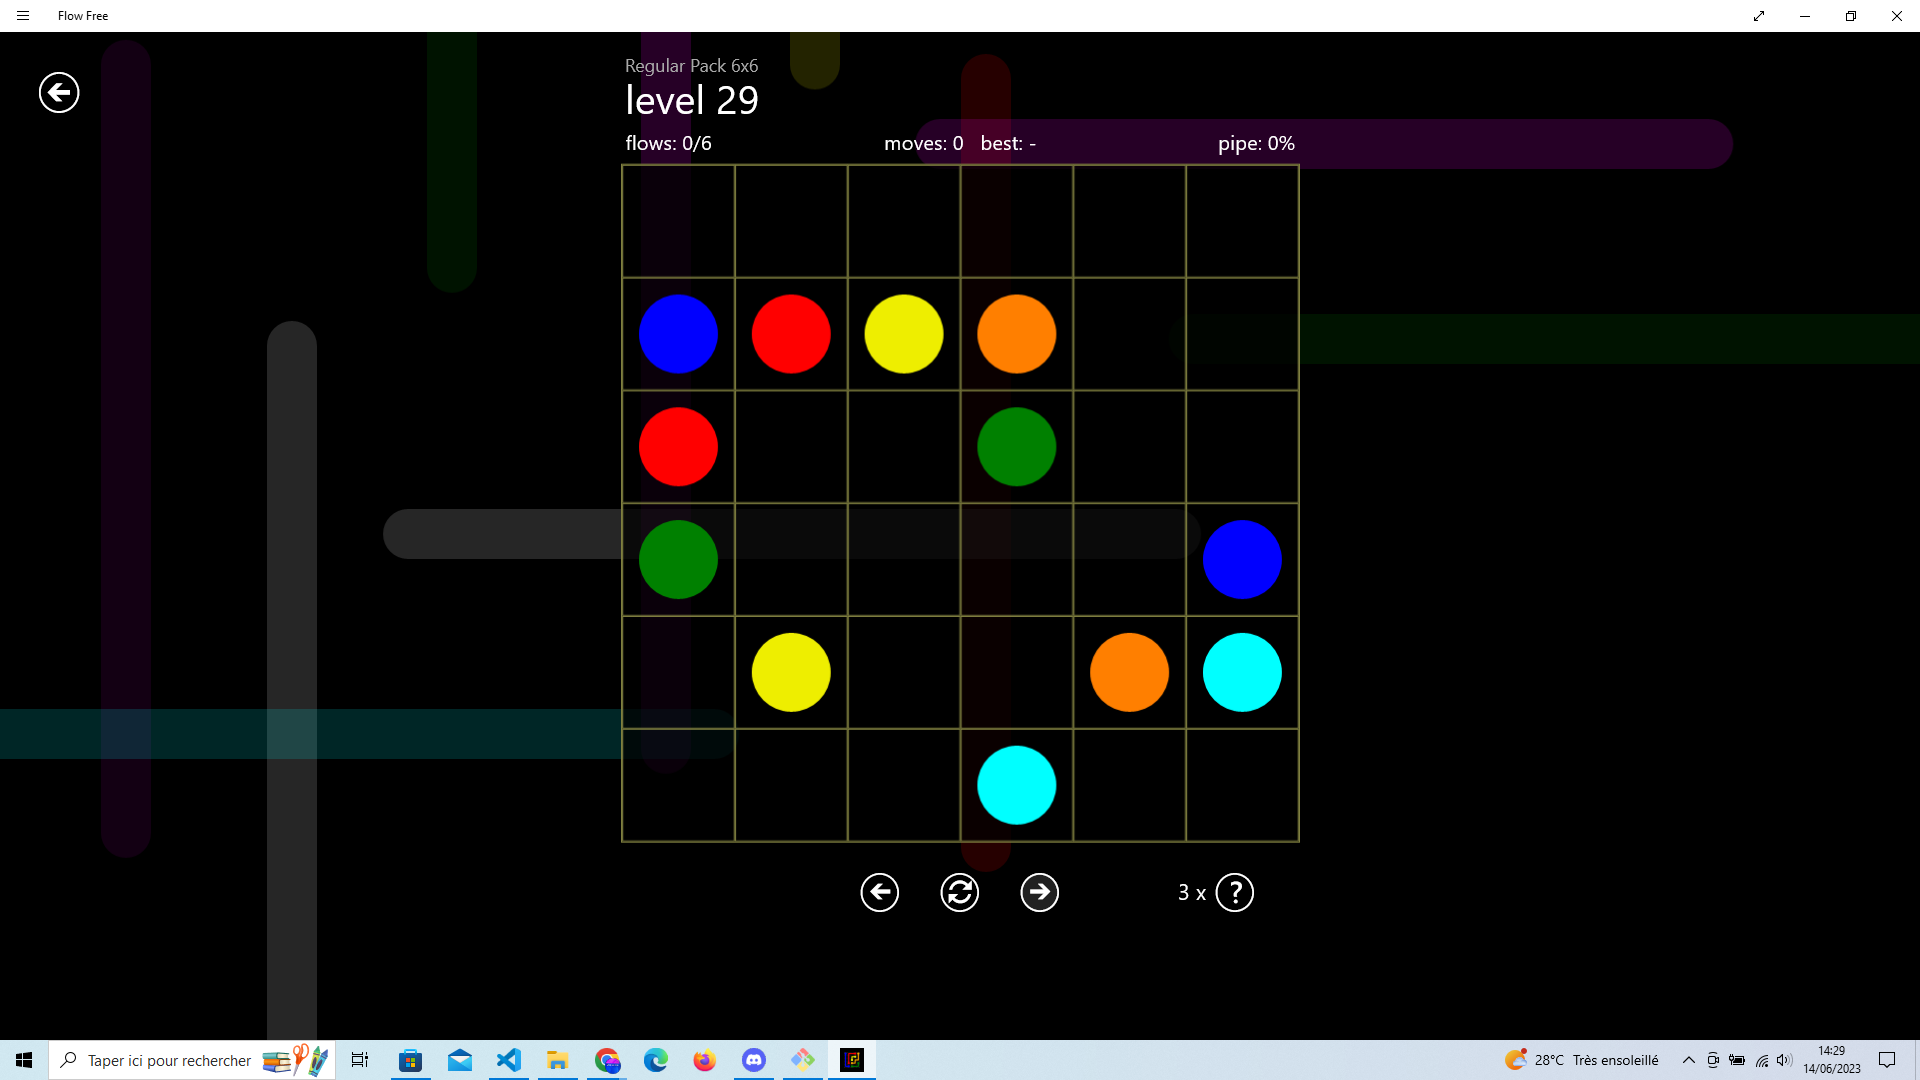 Flow Free
Regular Pack 6x6
level 29
flows: 0/6 moves: 0 best: - pipe: 0%
3 x ?
Taper ici pour rechercher
28°C Très ensoleillé
14:29
14/06/2023